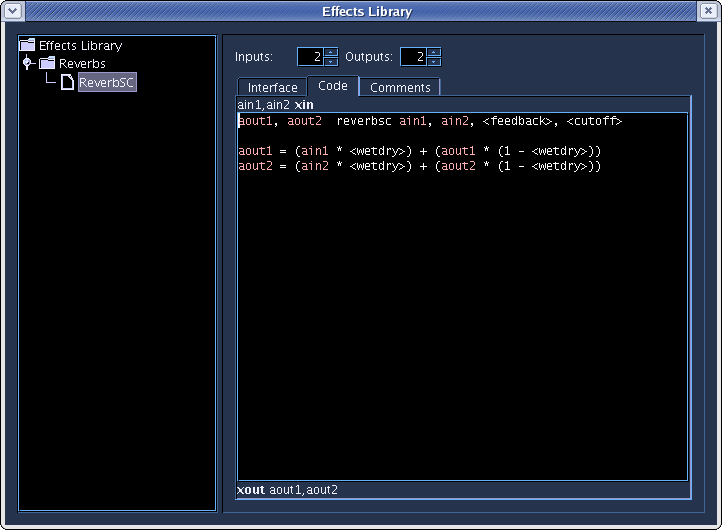 Effects Library
Effects Library
Reverbs
ReverbSC
Inputs: 2 Outputs: 2
Interface Code Comments
ain1,ain2 xin
aout1, aout2  reverbsc ain1, ain2, <feedback>, <cutoff>
aout1 = (ain1 * <wetdry>) + (aout1 * (1 - <wetdry>))
aout2 = (ain2 * <wetdry>) + (aout2 * (1 - <wetdry>))
xout aout1,aout2